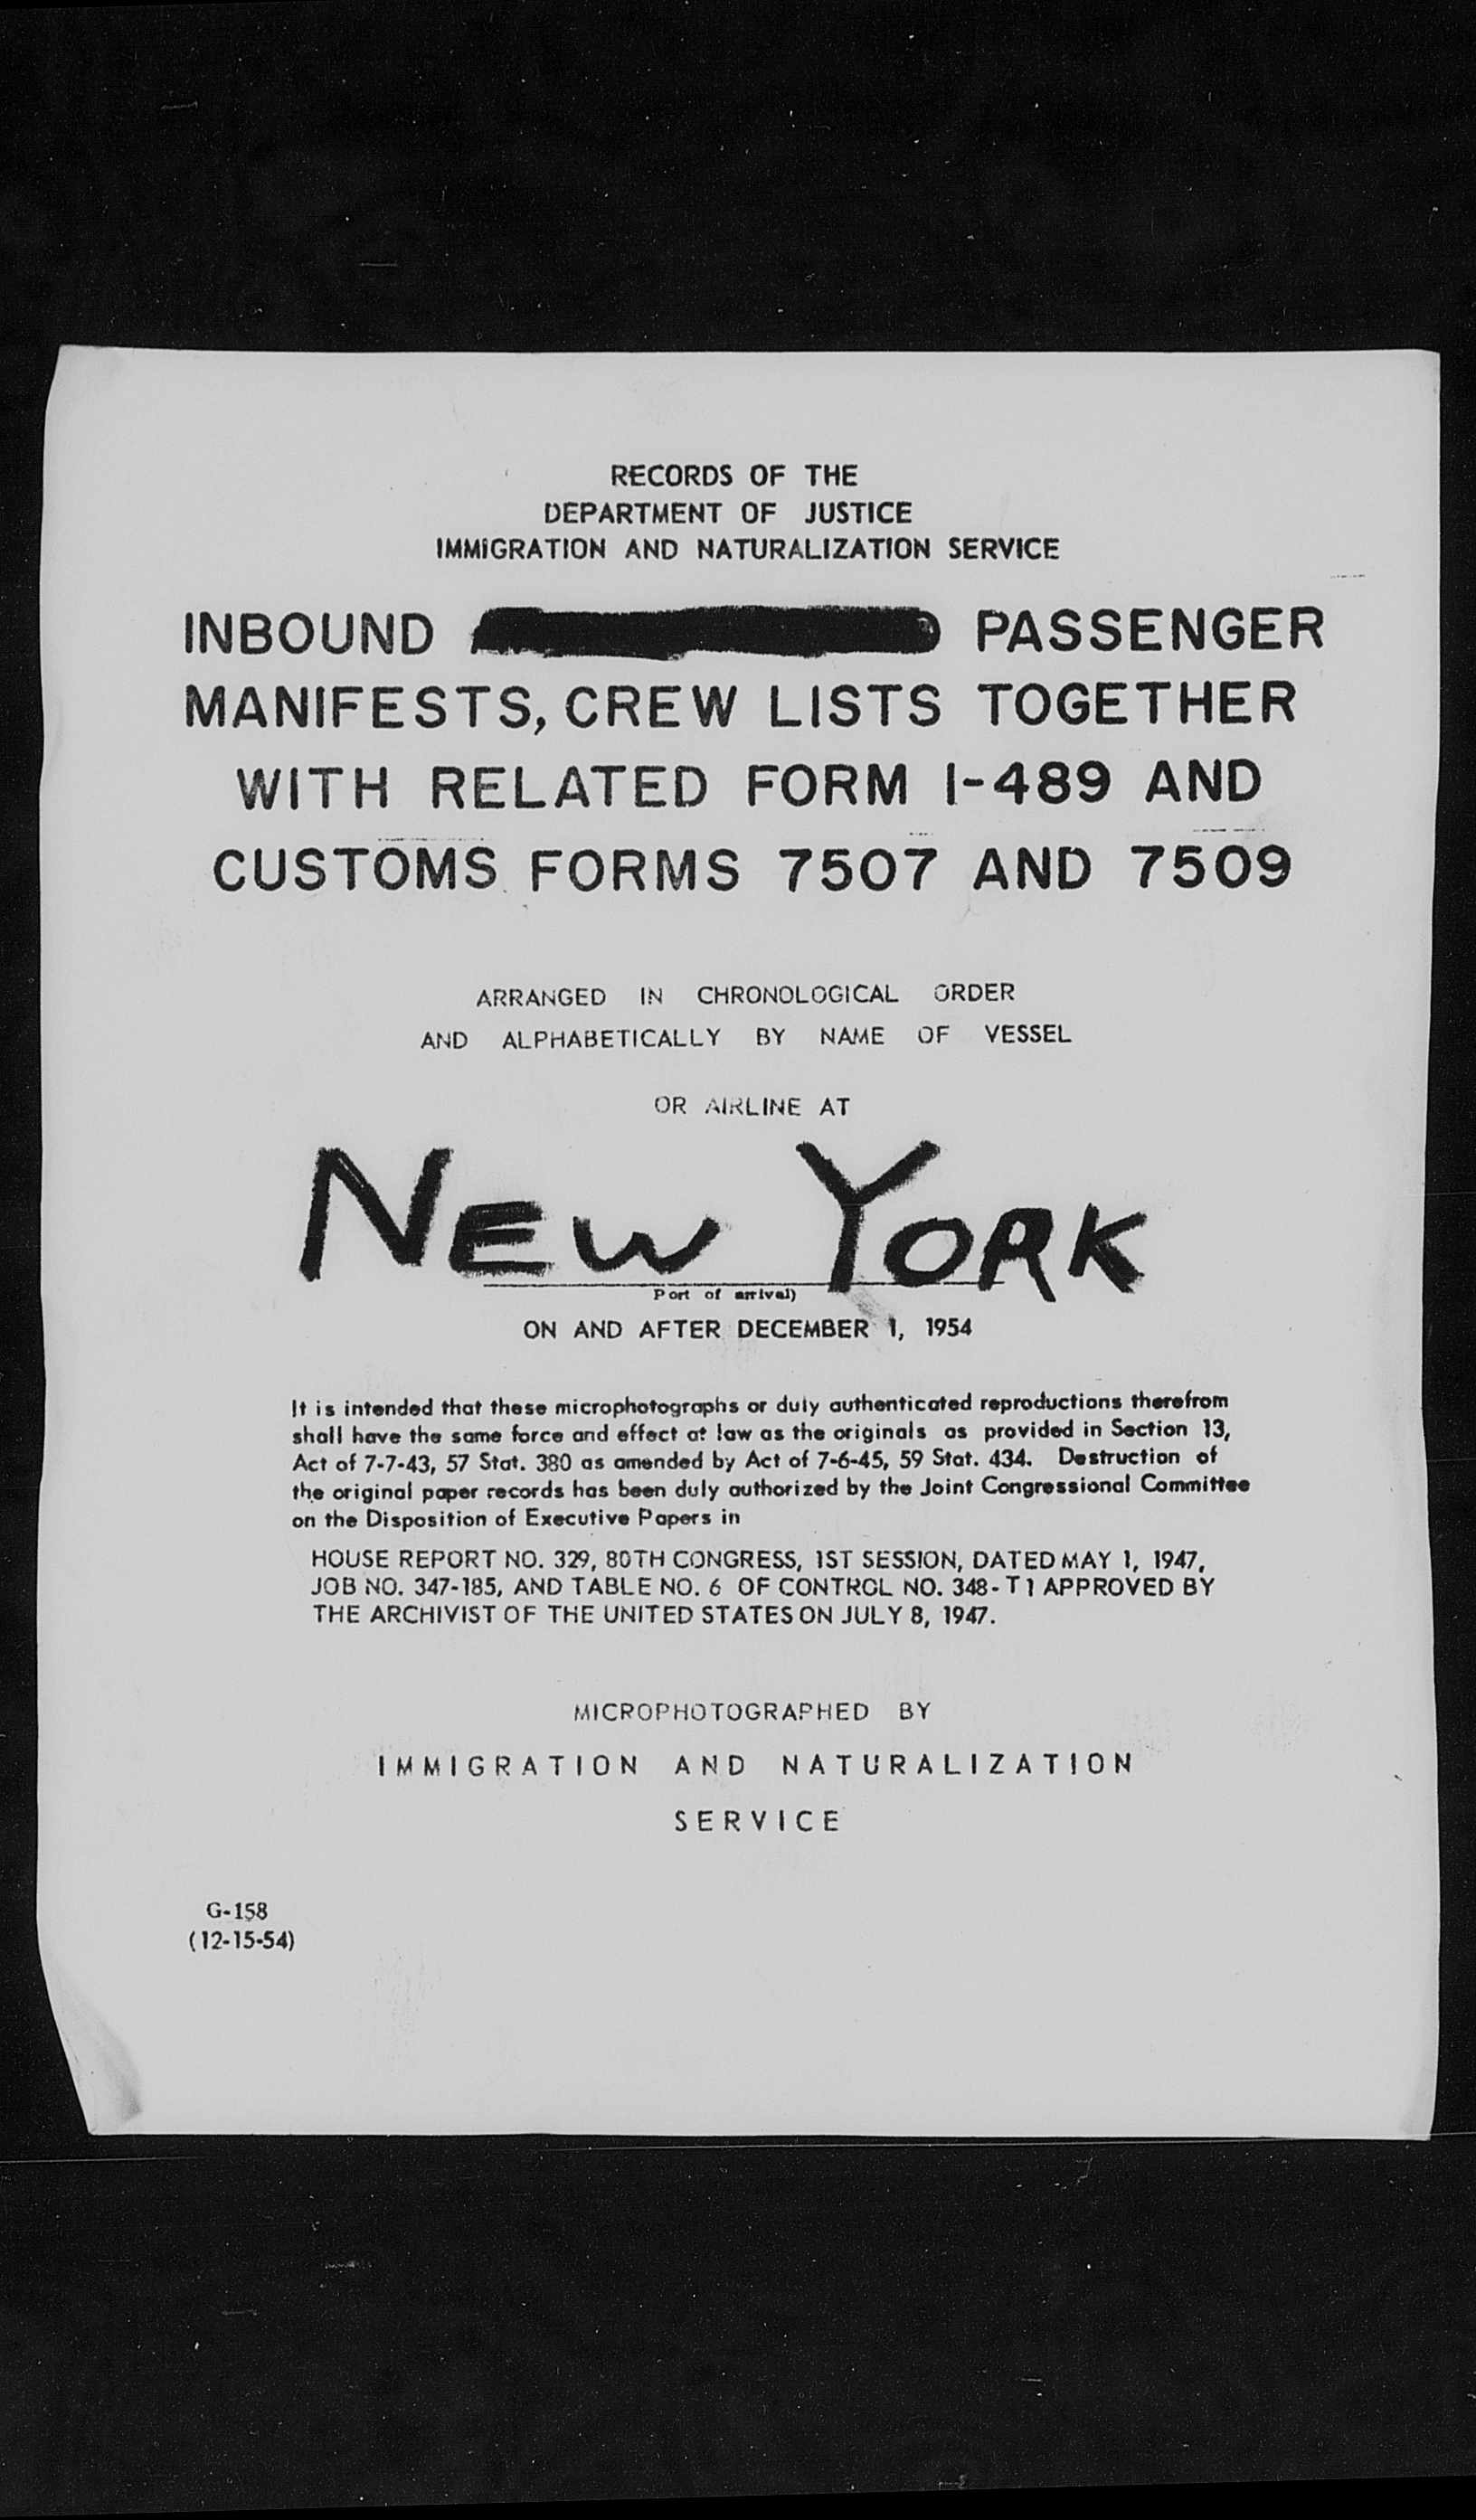 RECORDS OF THE
DEPARTMENT OF JUSTICE
IMMIGRATION AND NATURALIZATION SERVICE
INBOUND PASSENGER
MANIFESTS, CREW LISTS TOGETHER
WITH RELATED FORM I-489 AND
CUSTOMS FORMS 7507 AND 7509
ARRANGED IN CHRONOLOGICAL ORDER
AND ALPHABETICALLY BY NAME OF VESSEL
OR AIRLINE AT
NEW YORK
Port of arrival)
ON AND AFTER DECEMBER 1, 1954
It is intended that these microphotographs or duly authenticated reproductions therefrom
shall have the same force and effect at law as the originals as provided in Section 13,
Act of 7-7-43, 57 Stat. 380 as amended by Act of 7-6-45, 59 Stat. 434. Destruction of
the original paper records has been duly authorized by the Joint Congressional Committee
on the Disposition of Executive Papers in
HOUSE REPORT NO. 329, 80TH CONGRESS, 1ST SESSION, DATED MAY 1, 1947,
JOB NO. 347-185, AND TABLE NO. 6 OF CONTROL NO. 348-T1 APPROVED BY
THE ARCHIVIST OF THE UNITED STATES ON JULY 8, 1947.
MICROPHOTOGRAPHED BY
IMMIGRATION AND NATURALIZATION
SERVICE
G-158
(12-15-54)